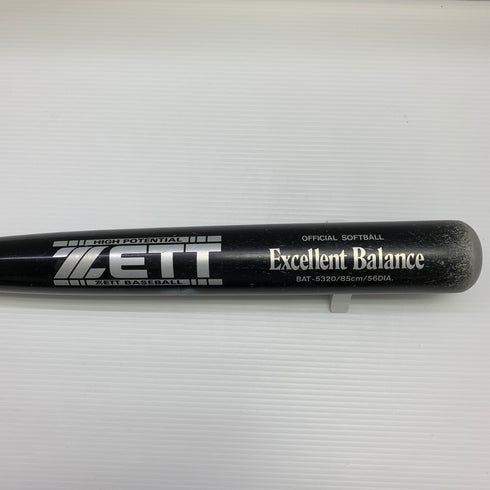 HIGH POTENTIAL
ZETT
ZETT BASEBALL
OFFICIAL SOFTBALL
Excellent Balance
BAT-5320/85cm/56DIA.